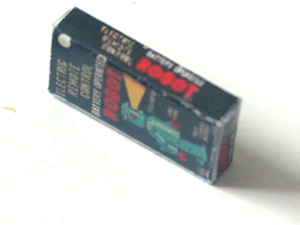 ELECTRIC
REMOTE
CONTROL
BATTERY OPERATED
ROBOT
ELECTRIC
REMOTE
CONTROL
BATTERY OPERATED
ROBOT